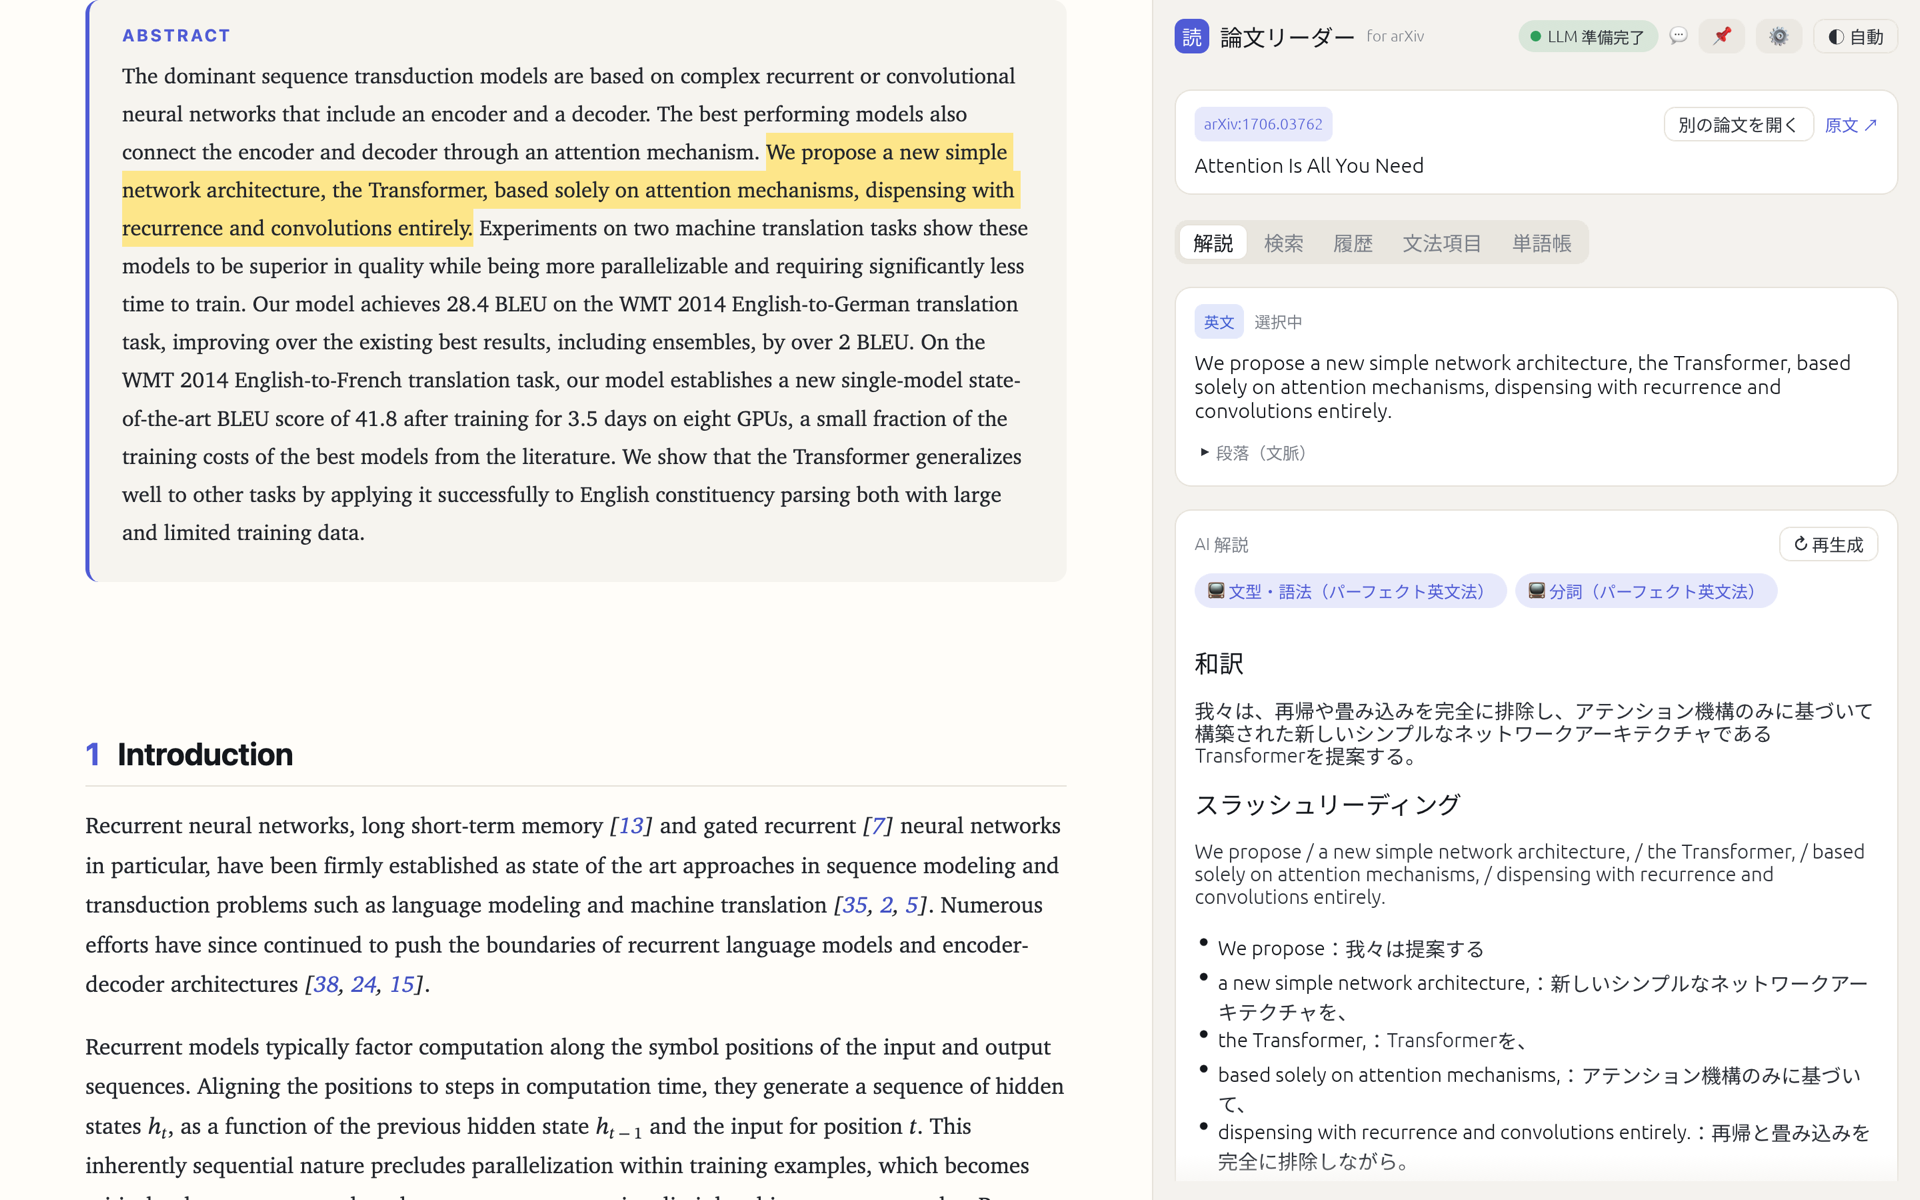 ABSTRACT
The dominant sequence transduction models are based on complex recurrent or convolutional
neural networks that include an encoder and a decoder. The best performing models also
connect the encoder and decoder through an attention mechanism. We propose a new simple
network architecture, the Transformer, based solely on attention mechanisms, dispensing with
recurrence and convolutions entirely. Experiments on two machine translation tasks show these
models to be superior in quality while being more parallelizable and requiring significantly less
time to train. Our model achieves 28.4 BLEU on the WMT 2014 English-to-German translation
task, improving over the existing best results, including ensembles, by over 2 BLEU. On the
WMT 2014 English-to-French translation task, our model establishes a new single-model state-
of-the-art BLEU score of 41.8 after training for 3.5 days on eight GPUs, a small fraction of the
training costs of the best models from the literature. We show that the Transformer generalizes
well to other tasks by applying it successfully to English constituency parsing both with large
and limited training data.
1 Introduction
Recurrent neural networks, long short-term memory [13] and gated recurrent [7] neural networks
in particular, have been firmly established as state of the art approaches in sequence modeling and
transduction problems such as language modeling and machine translation [35, 2, 5]. Numerous
efforts have since continued to push the boundaries of recurrent language models and encoder-
decoder architectures [38, 24, 15].
Recurrent models typically factor computation along the symbol positions of the input and output
sequences. Aligning the positions to steps in computation time, they generate a sequence of hidden
states h_t, as a function of the previous hidden state h_{t−1} and the input for position t. This
inherently sequential nature precludes parallelization within training examples, which becomes
読 論文リーダー for arXiv
LLM 準備完了
自動
arXiv:1706.03762
別の論文を開く
原文 ↗
Attention Is All You Need
解説 検索 履歴 文法項目 単語帳
英文 選択中
We propose a new simple network architecture, the Transformer, based
solely on attention mechanisms, dispensing with recurrence and
convolutions entirely.
▸ 段落（文脈）
AI 解説
↻ 再生成
文型・語法（パーフェクト英文法）
分詞（パーフェクト英文法）
和訳
我々は、再帰や畳み込みを完全に排除し、アテンション機構のみに基づいて
構築された新しいシンプルなネットワークアーキテクチャである
Transformerを提案する。
スラッシュリーディング
We propose / a new simple network architecture, / the Transformer, / based
solely on attention mechanisms, / dispensing with recurrence and
convolutions entirely.
• We propose：我々は提案する
• a new simple network architecture,：新しいシンプルなネットワークアー
キテクチャを、
• the Transformer,：Transformerを、
• based solely on attention mechanisms,：アテンション機構のみに基づい
て、
• dispensing with recurrence and convolutions entirely.：再帰と畳み込みを
完全に排除しながら。